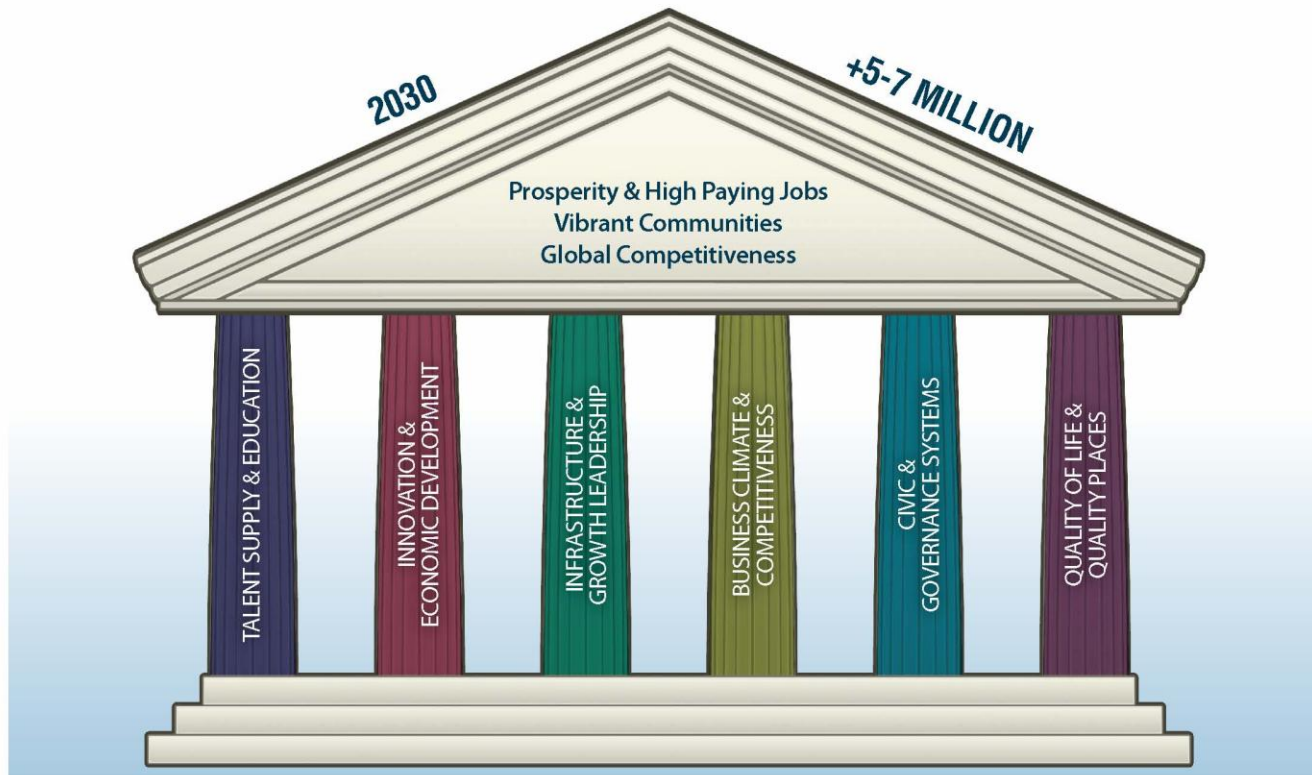 2030
+5-7 MILLION
Prosperity & High Paying Jobs
Vibrant Communities
Global Competitiveness
TALENT SUPPLY & EDUCATION
INNOVATION &
ECONOMIC DEVELOPMENT
INFRASTRUCTURE &
GROWTH LEADERSHIP
BUSINESS CLIMATE &
COMPETITIVENESS
CIVIC &
GOVERNANCE SYSTEMS
QUALITY OF LIFE &
QUALITY PLACES